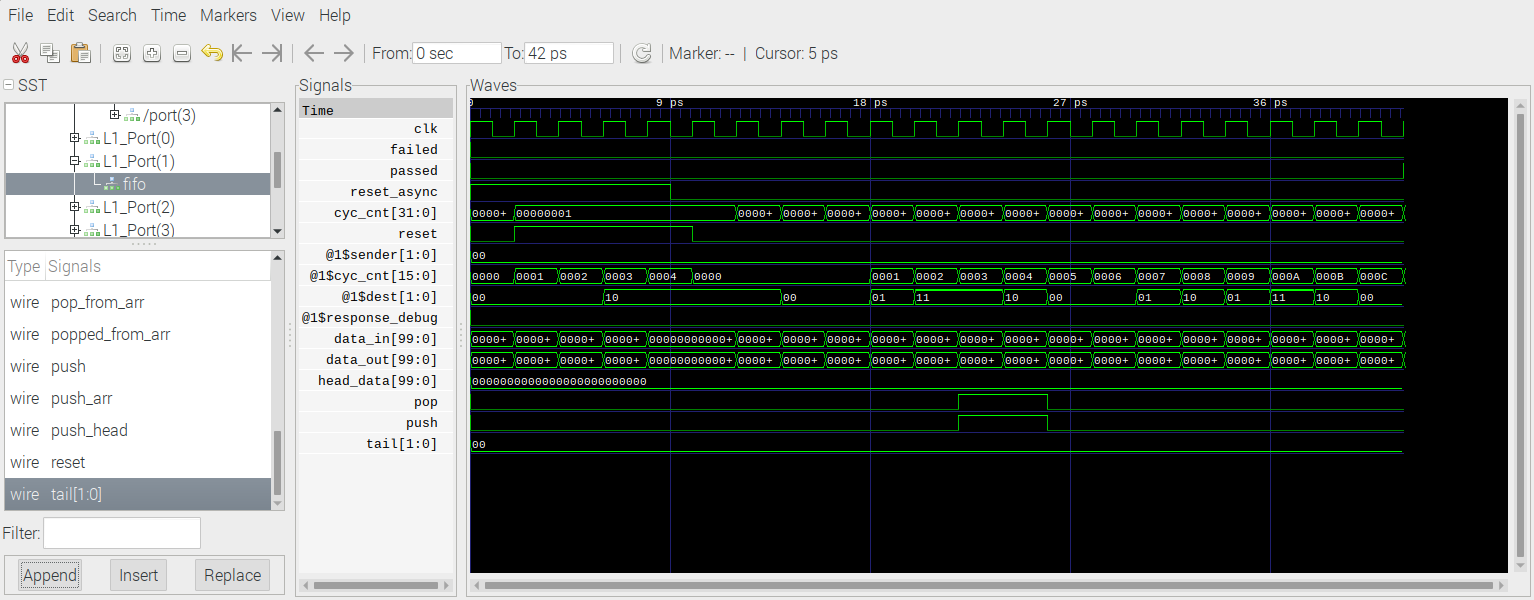 File Edit Search Time Markers View Help
From: 0 sec To: 42 ps Marker: -- | Cursor: 5 ps
SST
/port(3)
L1_Port(0)
L1_Port(1)
fifo
L1_Port(2)
L1_Port(3)
Type Signals
wire pop_from_arr
wire popped_from_arr
wire push
wire push_arr
wire push_head
wire reset
wire tail[1:0]
Filter:
Append Insert Replace
Signals
Time
clk
failed
passed
reset_async
cyc_cnt[31:0]
reset
@1$sender[1:0]
@1$cyc_cnt[15:0]
@1$dest[1:0]
@1$response_debug
data_in[99:0]
data_out[99:0]
head_data[99:0]
pop
push
tail[1:0]
Waves
0 9 ps 18 ps 27 ps 36 ps
0000+ 00000001 0000+ 0000+ 0000+ 0000+ 0000+ 0000+ 0000+ 0000+ 0000+ 0000+ 0000+ 0000+ 0000+ 0000+ 0000+
00
0000 0001 0002 0003 0004 0000 0001 0002 0003 0004 0005 0006 0007 0008 0009 000A 000B 000C
00 10 00 01 11 10 00 01 10 01 11 10 00
0000+ 0000+ 0000+ 0000+ 00000000000+ 0000+ 0000+ 0000+ 0000+ 0000+ 0000+ 0000+ 0000+ 0000+ 0000+ 0000+ 0000+ 0000+ 0000+ 0000+
0000+ 0000+ 0000+ 0000+ 00000000000+ 0000+ 0000+ 0000+ 0000+ 0000+ 0000+ 0000+ 0000+ 0000+ 0000+ 0000+ 0000+ 0000+ 0000+ 0000+
0000000000000000000000000
00